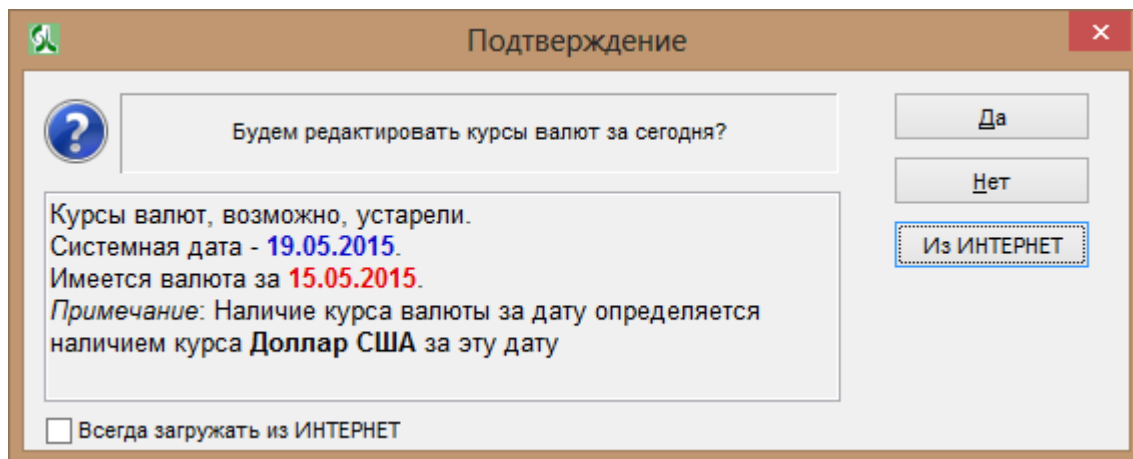 Подтверждение
Будем редактировать курсы валют за сегодня?
Да
Нет
Из ИНТЕРНЕТ
Курсы валют, возможно, устарели.
Системная дата - 19.05.2015.
Имеется валюта за 15.05.2015.
Примечание: Наличие курса валюты за дату определяется
наличием курса Доллар США за эту дату
Всегда загружать из ИНТЕРНЕТ